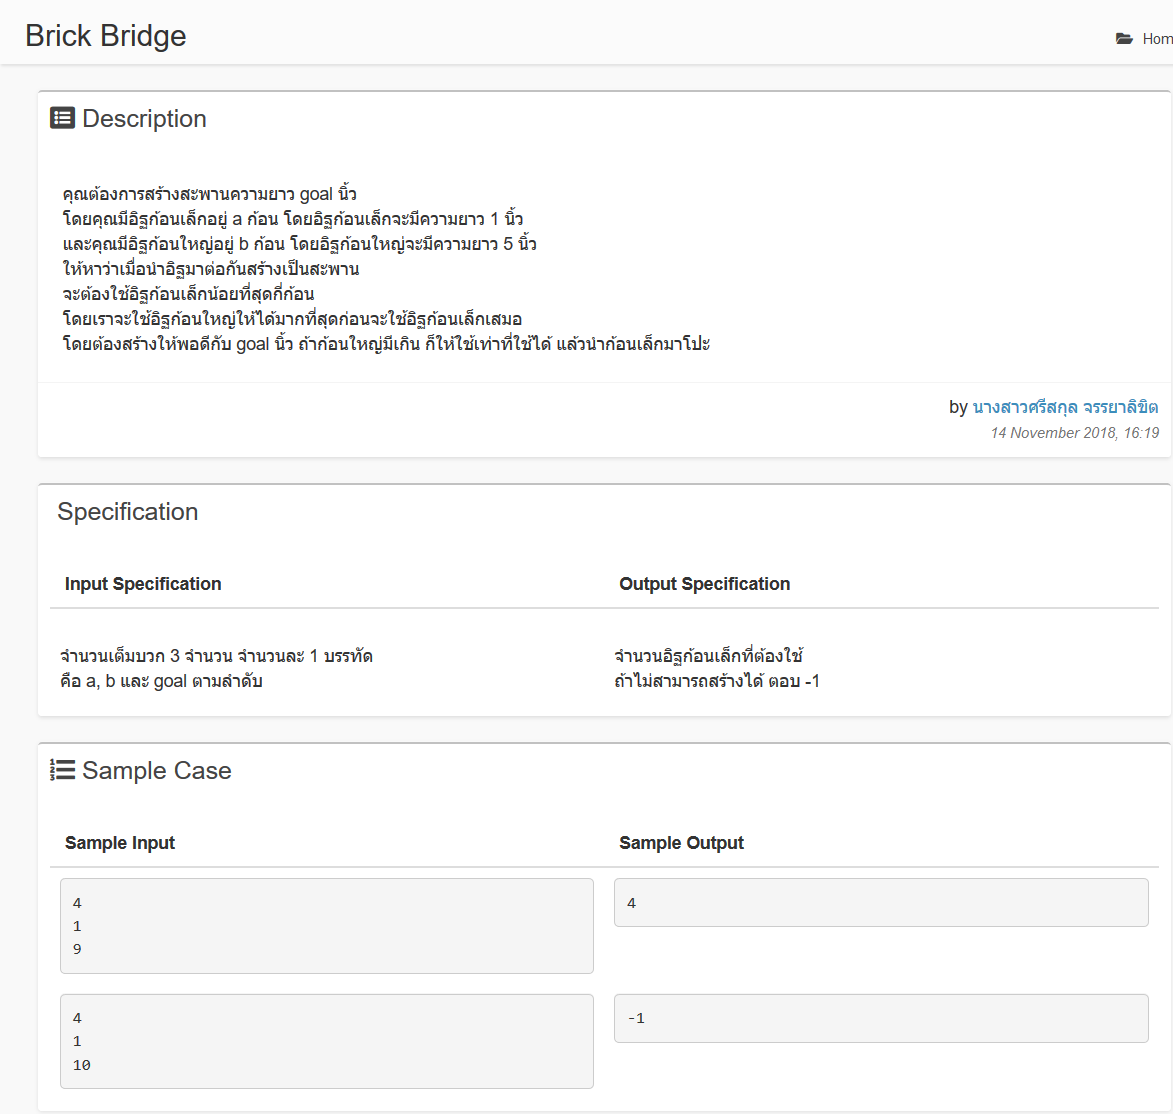 Brick Bridge
Hom
Description
คุณต้องการสร้างสะพานความยาว goal นิ้ว
โดยคุณมีอิฐก้อนเล็กอยู่ a ก้อน โดยอิฐก้อนเล็กจะมีความยาว 1 นิ้ว
และคุณมีอิฐก้อนใหญ่อยู่ b ก้อน โดยอิฐก้อนใหญ่จะมีความยาว 5 นิ้ว
ให้หาว่าเมื่อนำอิฐมาต่อกันสร้างเป็นสะพาน
จะต้องใช้อิฐก้อนเล็กน้อยที่สุดกี่ก้อน
โดยเราจะใช้อิฐก้อนใหญ่ให้ได้มากที่สุดก่อนจะใช้อิฐก้อนเล็กเสมอ
โดยต้องสร้างให้พอดีกับ goal นิ้ว ถ้าก้อนใหญ่มีเกิน ก็ให้ใช้เท่าที่ใช้ได้ แล้วนำก้อนเล็กมาโปะ
by นางสาวศรีสกุล จรรยาลิขิต
14 November 2018, 16:19
Specification
Input Specification
Output Specification
จำนวนเต็มบวก 3 จำนวน จำนวนละ 1 บรรทัด
คือ a, b และ goal ตามลำดับ
จำนวนอิฐก้อนเล็กที่ต้องใช้
ถ้าไม่สามารถสร้างได้ ตอบ -1
Sample Case
Sample Input
Sample Output
4
1
9
4
4
1
10
-1